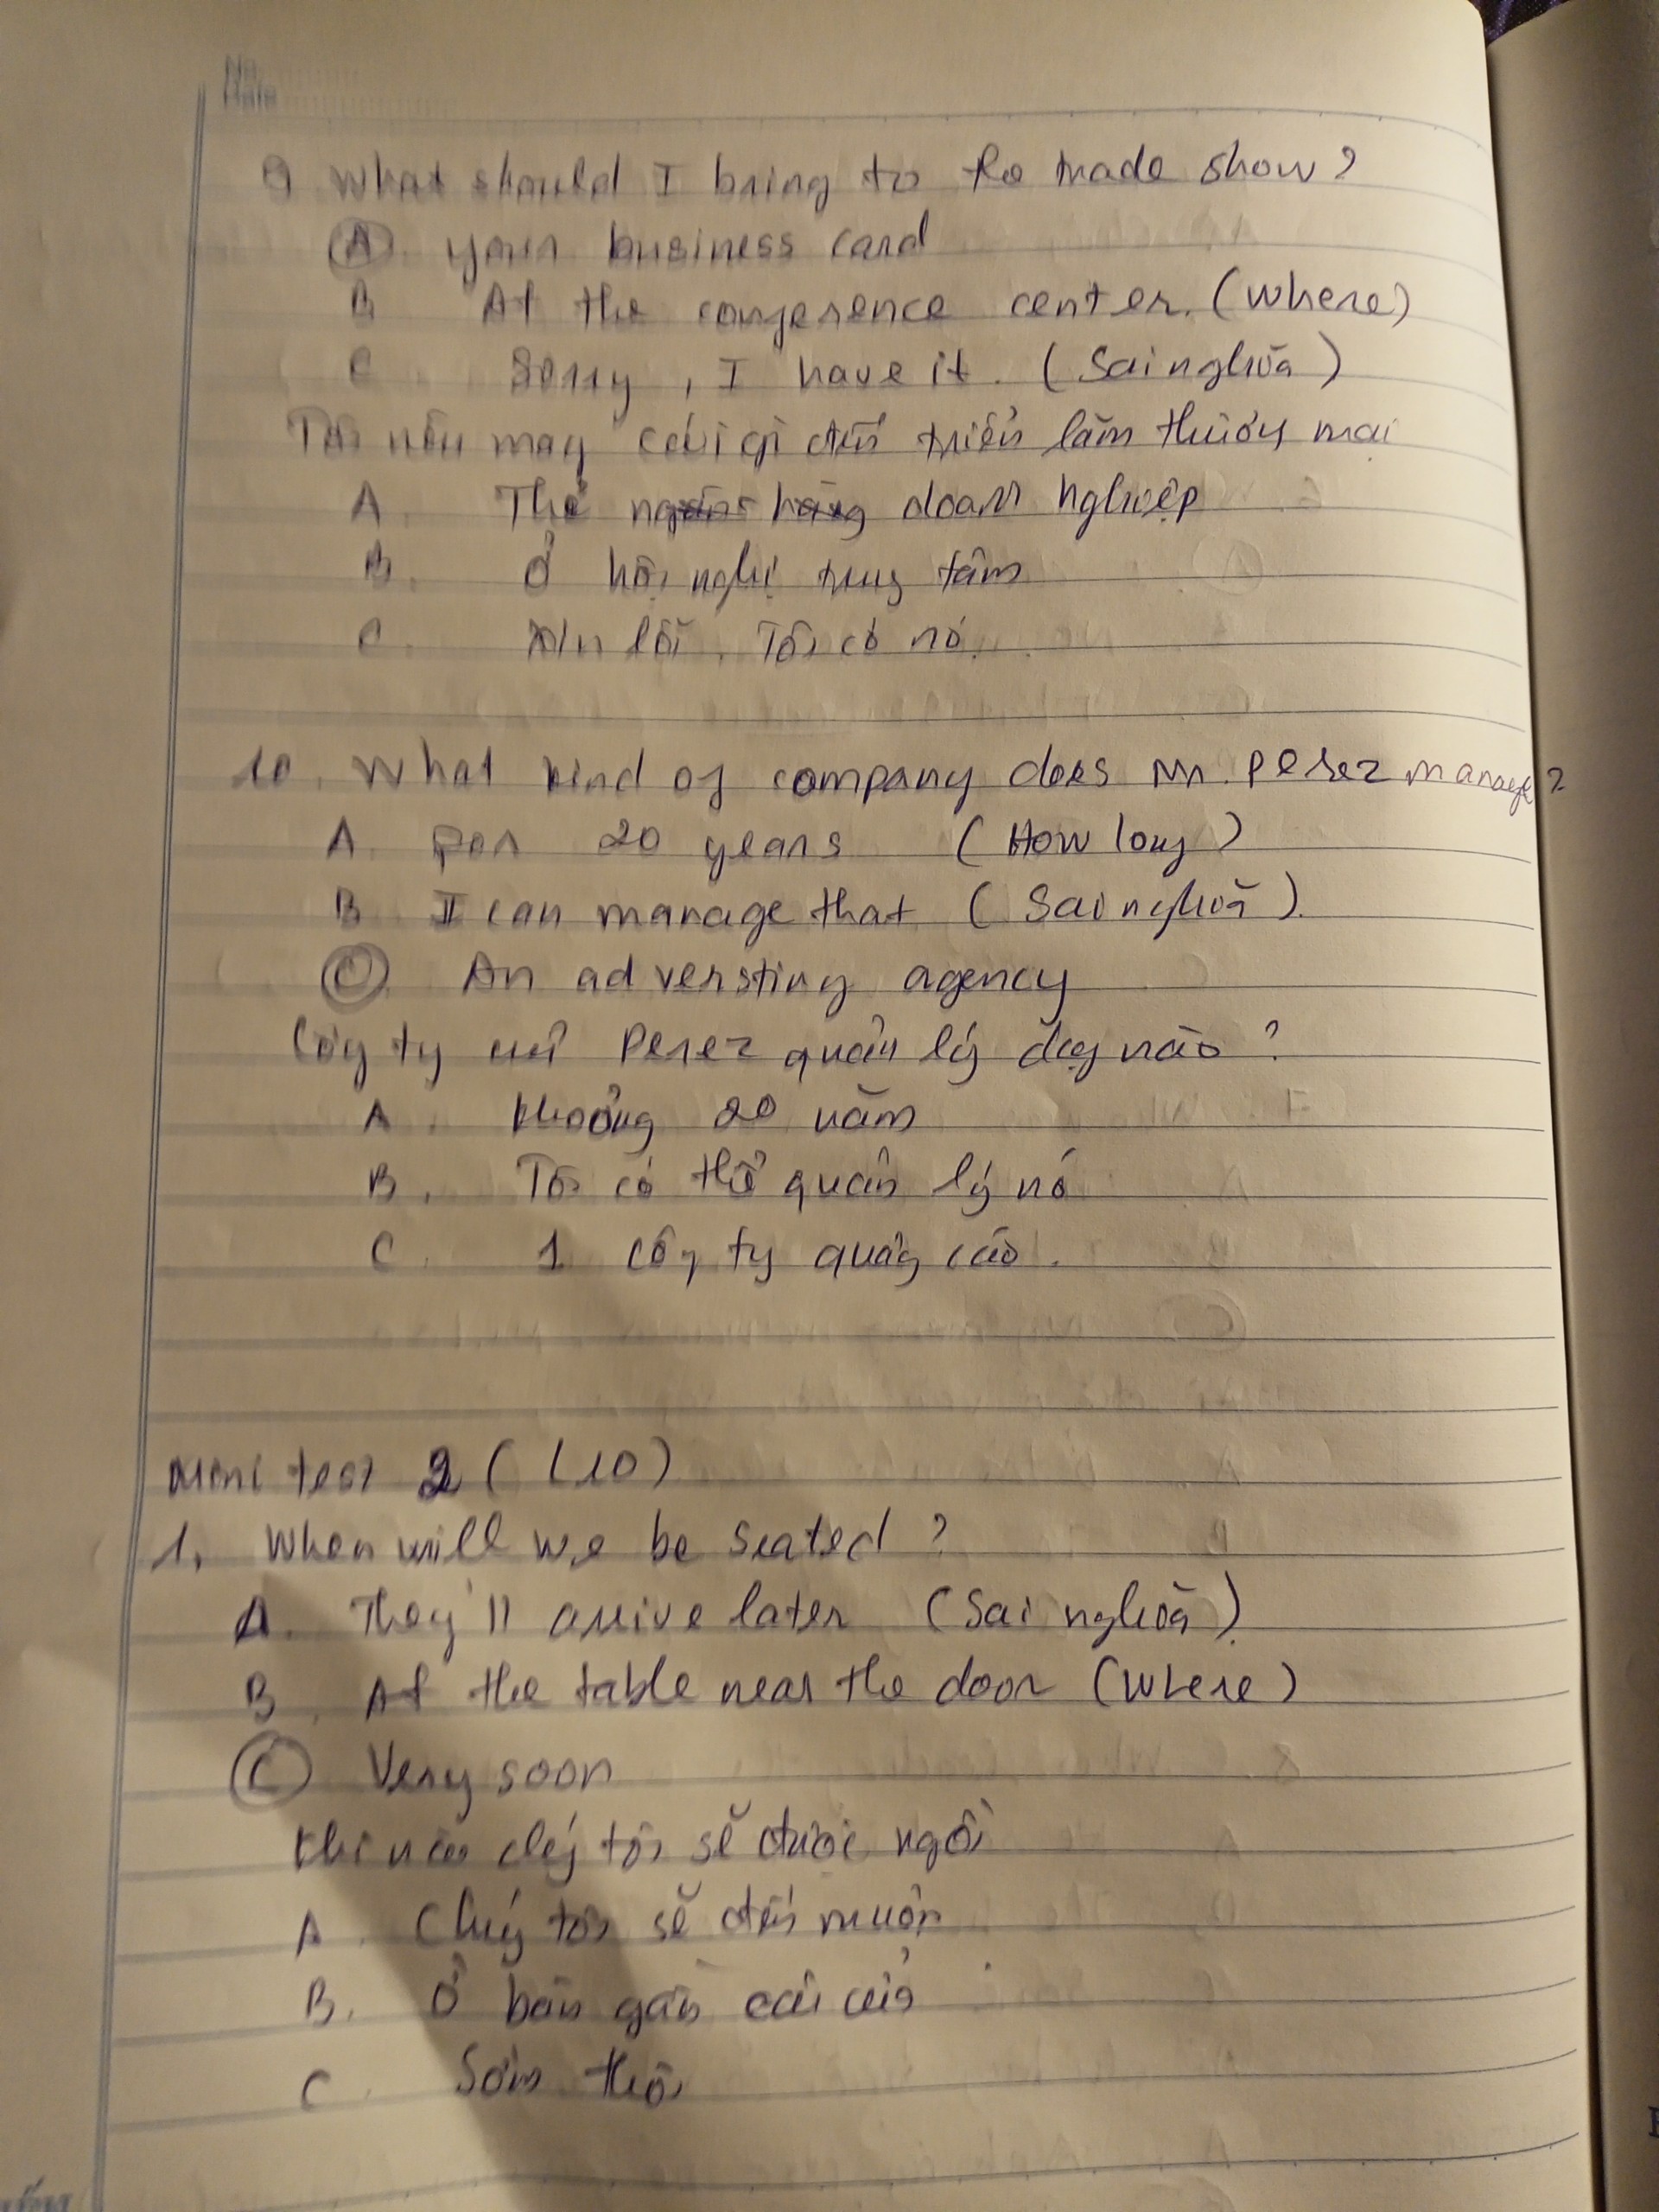 No.
Date
9 What should I bring to the trade show?
A. your business card
B At the conference center. (Where)
C. Sorry, I have it. (Sai nghĩa)
Tôi nên mang cái gì đến triển lãm thương mại
A. Thẻ doanh nghiệp
B. Ở hội nghị trung tâm
C. Xin lỗi, Tôi có nó.
10. What kind of company does Mr. Perez manage?
A. For 20 years (How long)
B I can manage that (Sai nghĩa).
C An adversting agency
Công ty mà Perez quản lý dạng nào?
A. Khoảng 20 năm
B. Tôi có thể quản lý nó
C. 1 công ty quảng cáo.
Mini test 2 (L10)
1. When will we be seated?
A. They'll arrive later (Sai nghĩa).
B. At the table near the door (Where)
C Very soon
Khi nào chúng tôi sẽ được ngồi
A. Chúng tôi sẽ đến muộn
B. Ở bàn gần cái cửa
C. Sớm thôi